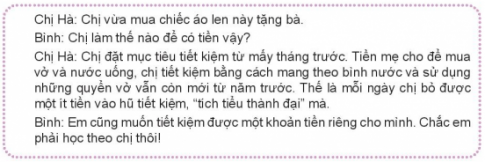 Chị Hà: Chị vừa mua chiếc áo len này tặng bà.
Bình: Chị làm thế nào để có tiền vậy?
Chị Hà: Chị đặt mục tiêu tiết kiệm từ mấy tháng trước. Tiền mẹ cho để mua
vở và nước uống, chị tiết kiệm bằng cách mang theo bình nước và sử dụng
những quyển vở vẫn còn mới từ năm trước. Thế là mỗi ngày chị bỏ được
một ít tiền vào hũ tiết kiệm, “tích tiểu thành đại” mà.
Bình: Em cũng muốn tiết kiệm được một khoản tiền riêng cho mình. Chắc em
phải học theo chị thôi!